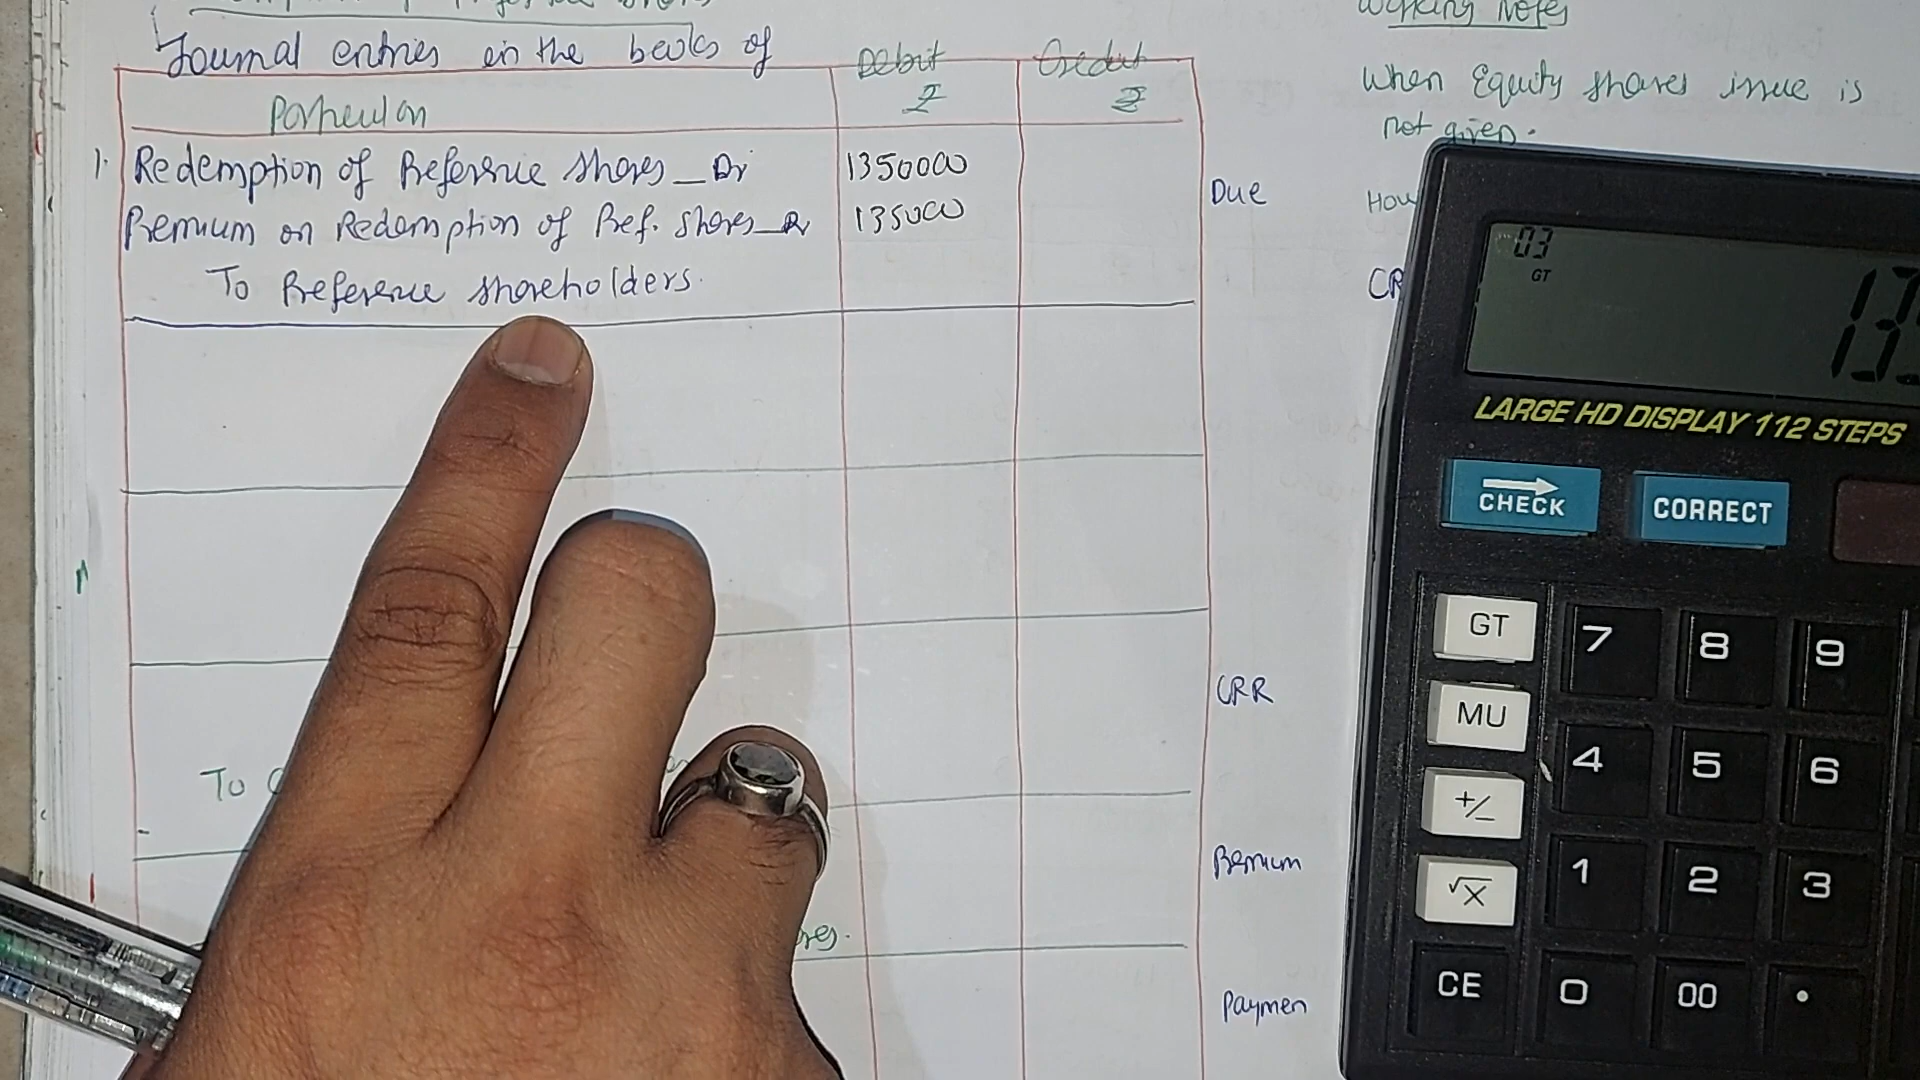 Working Notes
Journal entries in the books of
Debit Credit
₹ ₹
Particulars
When Equity shares issue is
not given.
1. Redemption of Preference shares _ Dr 1350000
Due
Premium on Redemption of Pref. shares _ Dr 135000
How
To Preference shareholders.
CR
03
GT
LARGE HD DISPLAY 112 STEPS
CHECK CORRECT
GT 7 8 9
CRR
MU 4 5 6
To
+/-
Premium
√X 1 2 3
res.
CE 0 00 .
Paymen